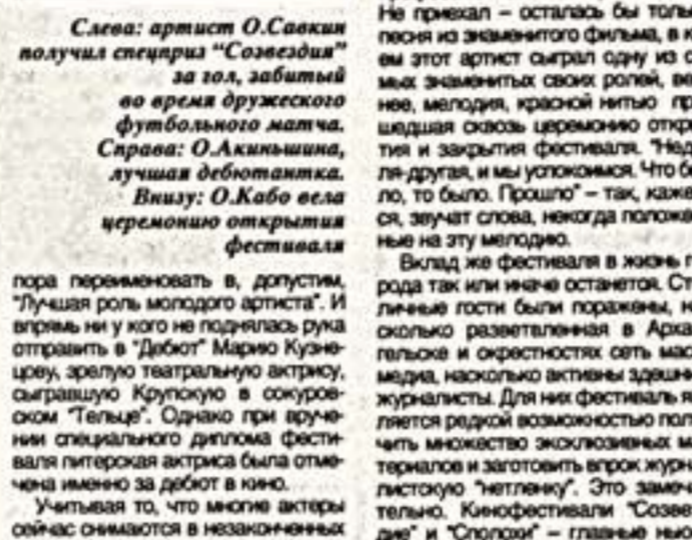 Слева: артист О.Савкин
получил спецприз “Созвездия”
за гол, забитый
во время дружеского
футбольного матча.
Справа: О.Акиньшина,
лучшая дебютантка.
Внизу: О.Кабо вела
церемонию открытия
фестиваля
пора переименовать в, допустим,
"Лучшая роль молодого артиста". И
впрямь ни у кого не поднялась рука
отправить в "Дебют" Марию Кузне-
цову, зрелую театральную актрису,
сыгравшую Крупскую в сокуров-
ском "Тельце". Однако при вруче-
нии специального диплома фести-
валя питерская актриса была отме-
чена именно за дебют в кино.
Учитывая то, что многие актеры
сейчас снимаются в незаконченных
Не приехал – осталась бы толь
песня из знаменитого фильма, в к
ем этот артист сыграл одну из с
мых знаменитых своих ролей, ве
нее, мелодия, красной нитью пр
шедшая сквозь церемонию откр
тия и закрытия фестиваля. "Нед
ля-другая, и мы успокоимся. Что б
ло, то было. Прошло" – так, каже
ся, звучат слова, некогда положе
ные на эту мелодию.
Вклад же фестиваля в жизнь г
рода так или иначе останется. Ст
личные гости были поражены, н
сколько разветвленная в Арха
гельске и окрестностях сеть мас
медиа, насколько активны здешн
журналисты. Для них фестиваль я
ляется редкой возможностью пол
чить множество эксклюзивных м
териалов и заготовить впрок журн
листскую "нетленку". Это замеч
тельно. Кинофестивали "Созве
дие" и "Сполохи" – главные нью